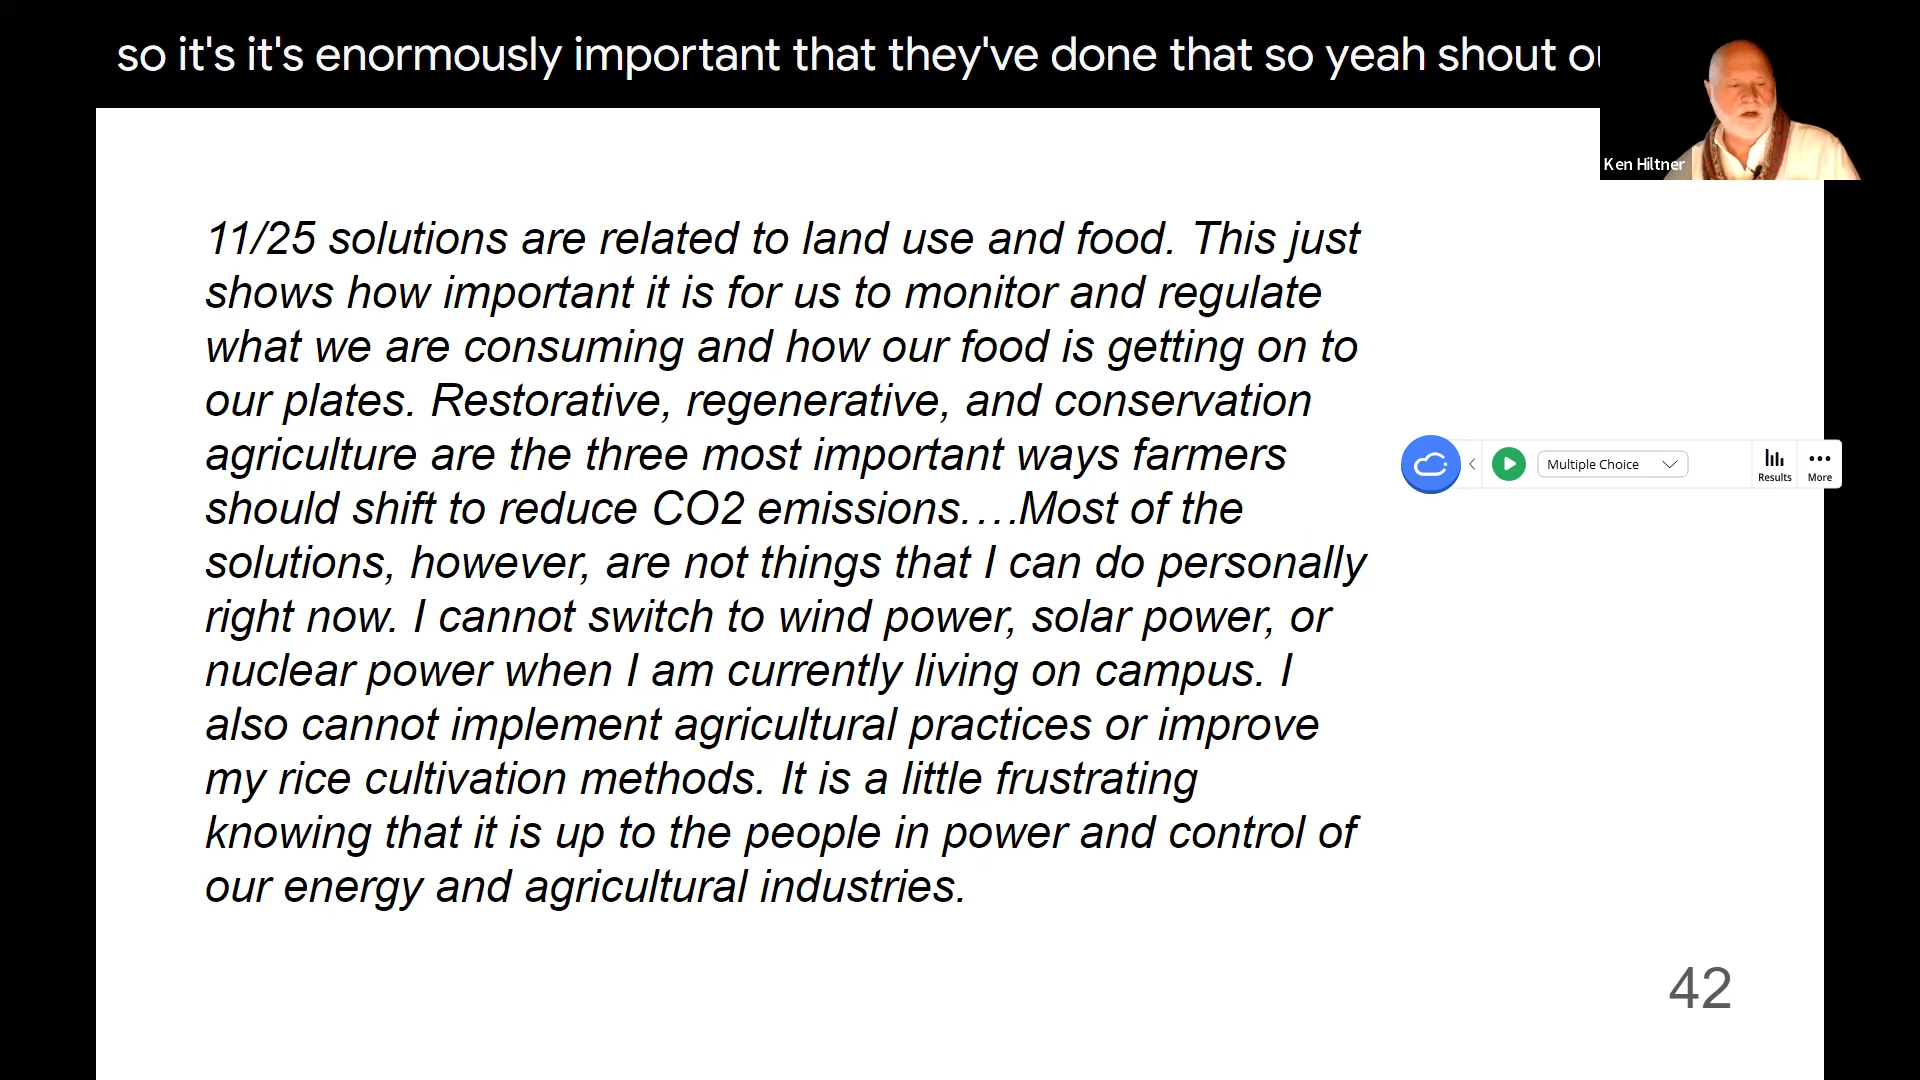 so it's it's enormously important that they've done that so yeah shout
Ken Hiltner
11/25 solutions are related to land use and food. This just
shows how important it is for us to monitor and regulate
what we are consuming and how our food is getting on to
our plates. Restorative, regenerative, and conservation
agriculture are the three most important ways farmers
should shift to reduce CO2 emissions….Most of the
solutions, however, are not things that I can do personally
right now. I cannot switch to wind power, solar power, or
nuclear power when I am currently living on campus. I
also cannot implement agricultural practices or improve
my rice cultivation methods. It is a little frustrating
knowing that it is up to the people in power and control of
our energy and agricultural industries.
Multiple Choice
Results
More
42